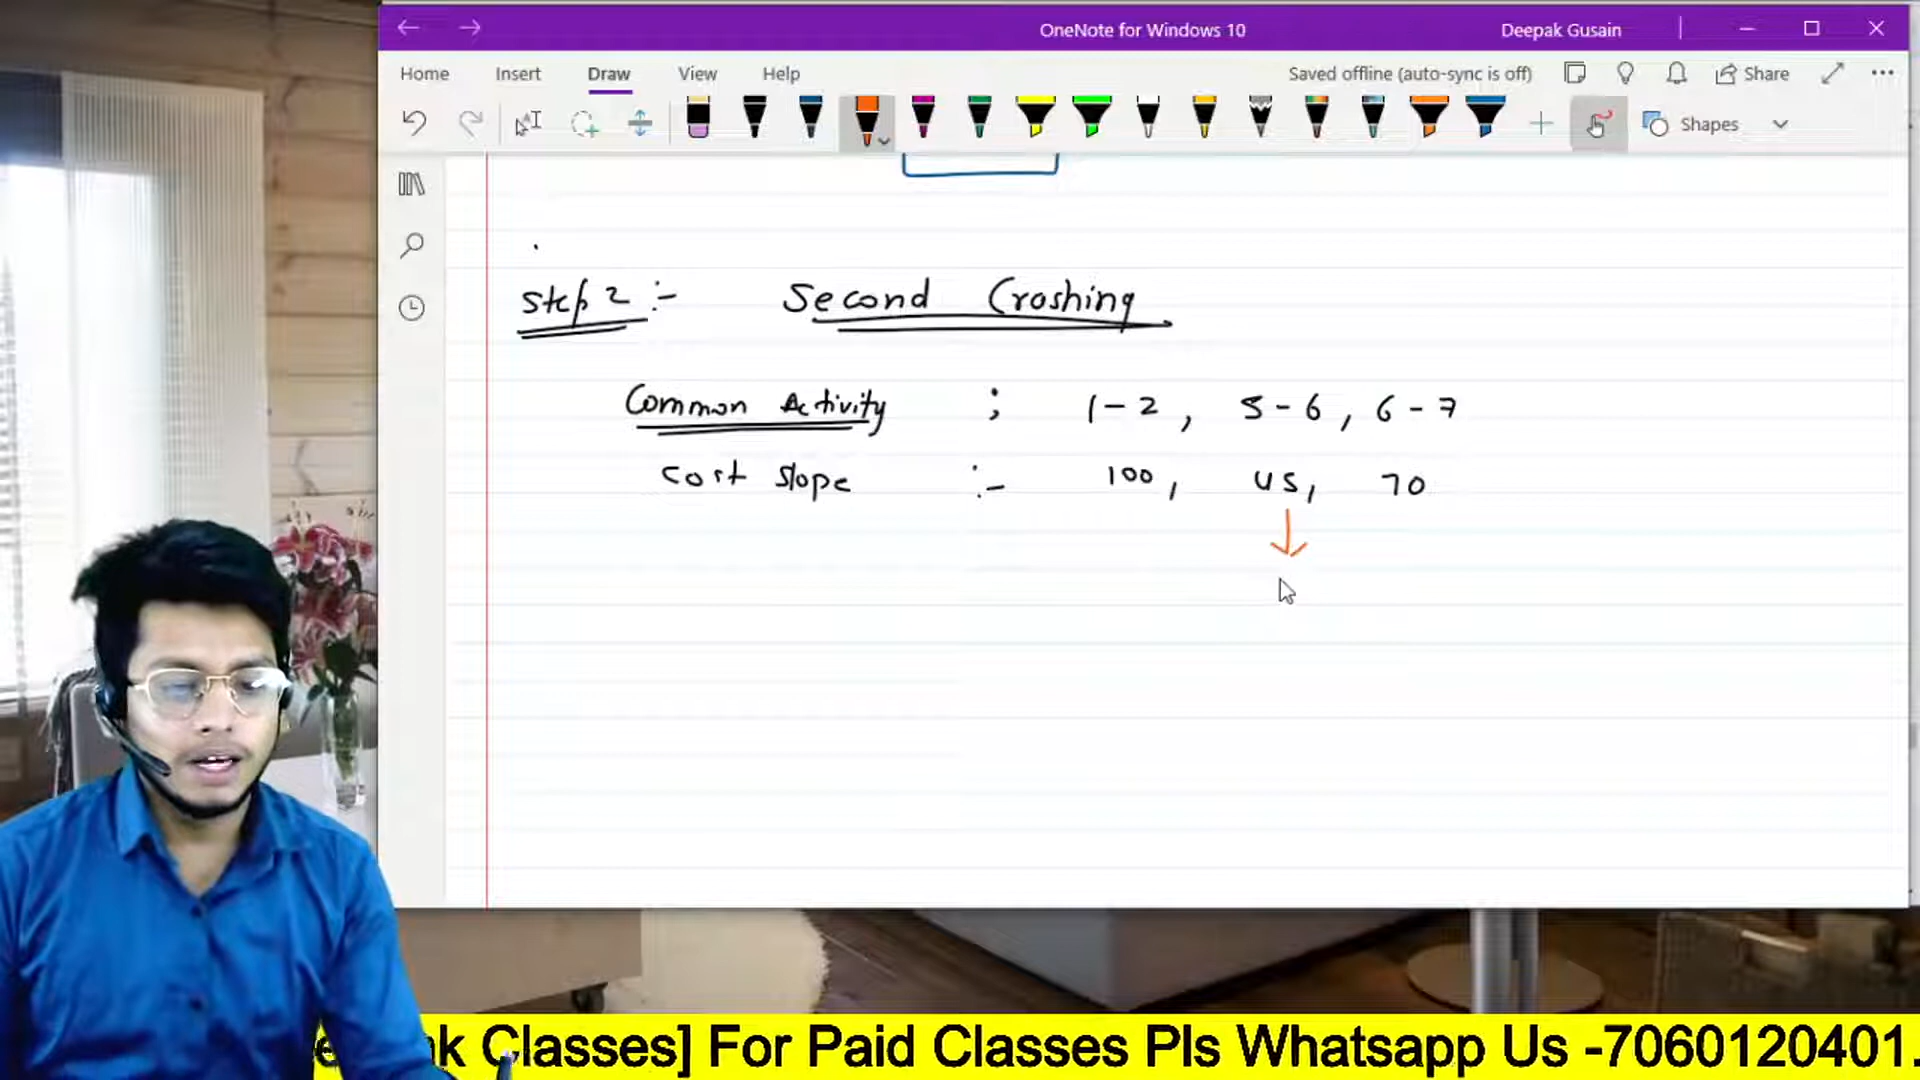 OneNote for Windows 10 Deepak Gusain
Home Insert Draw View Help Saved offline (auto-sync is off) Share
Shapes
Step 2 :- Second Crashing
Common Activity : 1-2, 5-6, 6-7
Cost Slope :- 100, 45, 70
Classes] For Paid Classes Pls Whatsapp Us -7060120401.